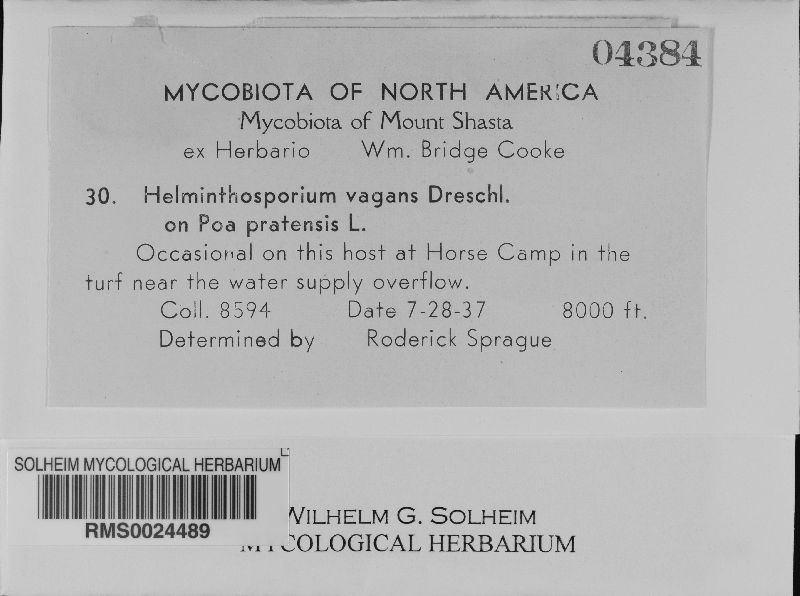 04384
MYCOBIOTA OF NORTH AMERICA
Mycobiota of Mount Shasta
ex Herbario Wm. Bridge Cooke
30. Helminthosporium vagans Dreschl.
on Poa pratensis L.
Occasional on this host at Horse Camp in the
turf near the water supply overflow.
Coll. 8594 Date 7-28-37 8000 ft.
Determined by Roderick Sprague
SOLHEIM MYCOLOGICAL HERBARIUM
RMS0024489
WILHELM G. SOLHEIM
MYCOLOGICAL HERBARIUM